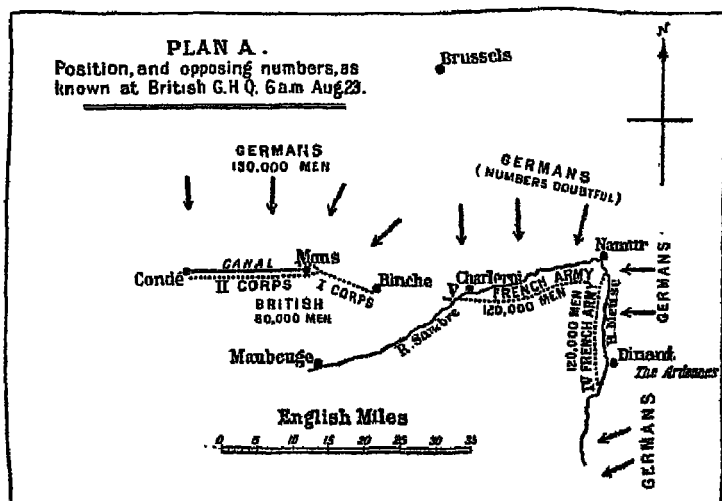 PLAN A.
Position, and opposing numbers, as
known at British G.H.Q. 6am Aug 23.
N
Brussels
GERMANS
130,000 MEN
GERMANS
(NUMBERS DOUBTFUL)
Namur
Condé
CANAL
Mons
II CORPS
I CORPS
Binche
BRITISH
80,000 MEN
V
Charleroi
FRENCH ARMY
120,000 MEN
IV FRENCH ARMY
120,000 MEN
R. Meuse
GERMANS
R. Sambre
Maubeuge
Dinant
The Ardennes
GERMANS
English Miles
0 5 10 15 20 25 30 35